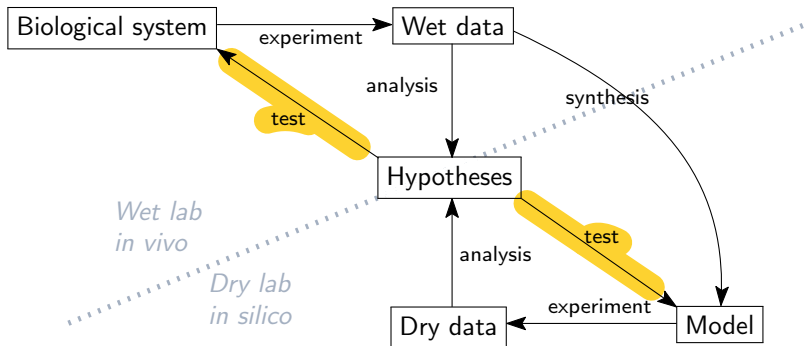 Biological system
experiment
Wet data
analysis
synthesis
test
Hypotheses
Wet lab
in vivo
test
analysis
Dry lab
in silico
experiment
Dry data
Model